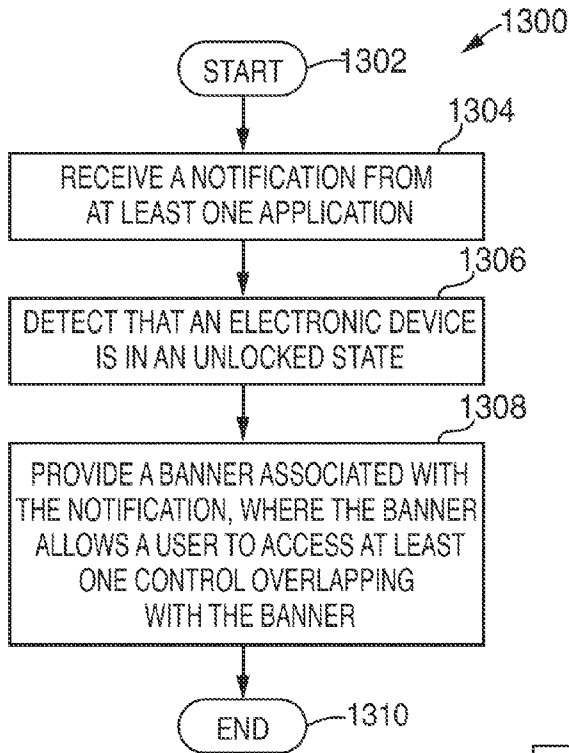 1300
START
1302
1304
RECEIVE A NOTIFICATION FROM
AT LEAST ONE APPLICATION
1306
DETECT THAT AN ELECTRONIC DEVICE
IS IN AN UNLOCKED STATE
1308
PROVIDE A BANNER ASSOCIATED WITH
THE NOTIFICATION, WHERE THE BANNER
ALLOWS A USER TO ACCESS AT LEAST
ONE CONTROL OVERLAPPING
WITH THE BANNER
END
1310